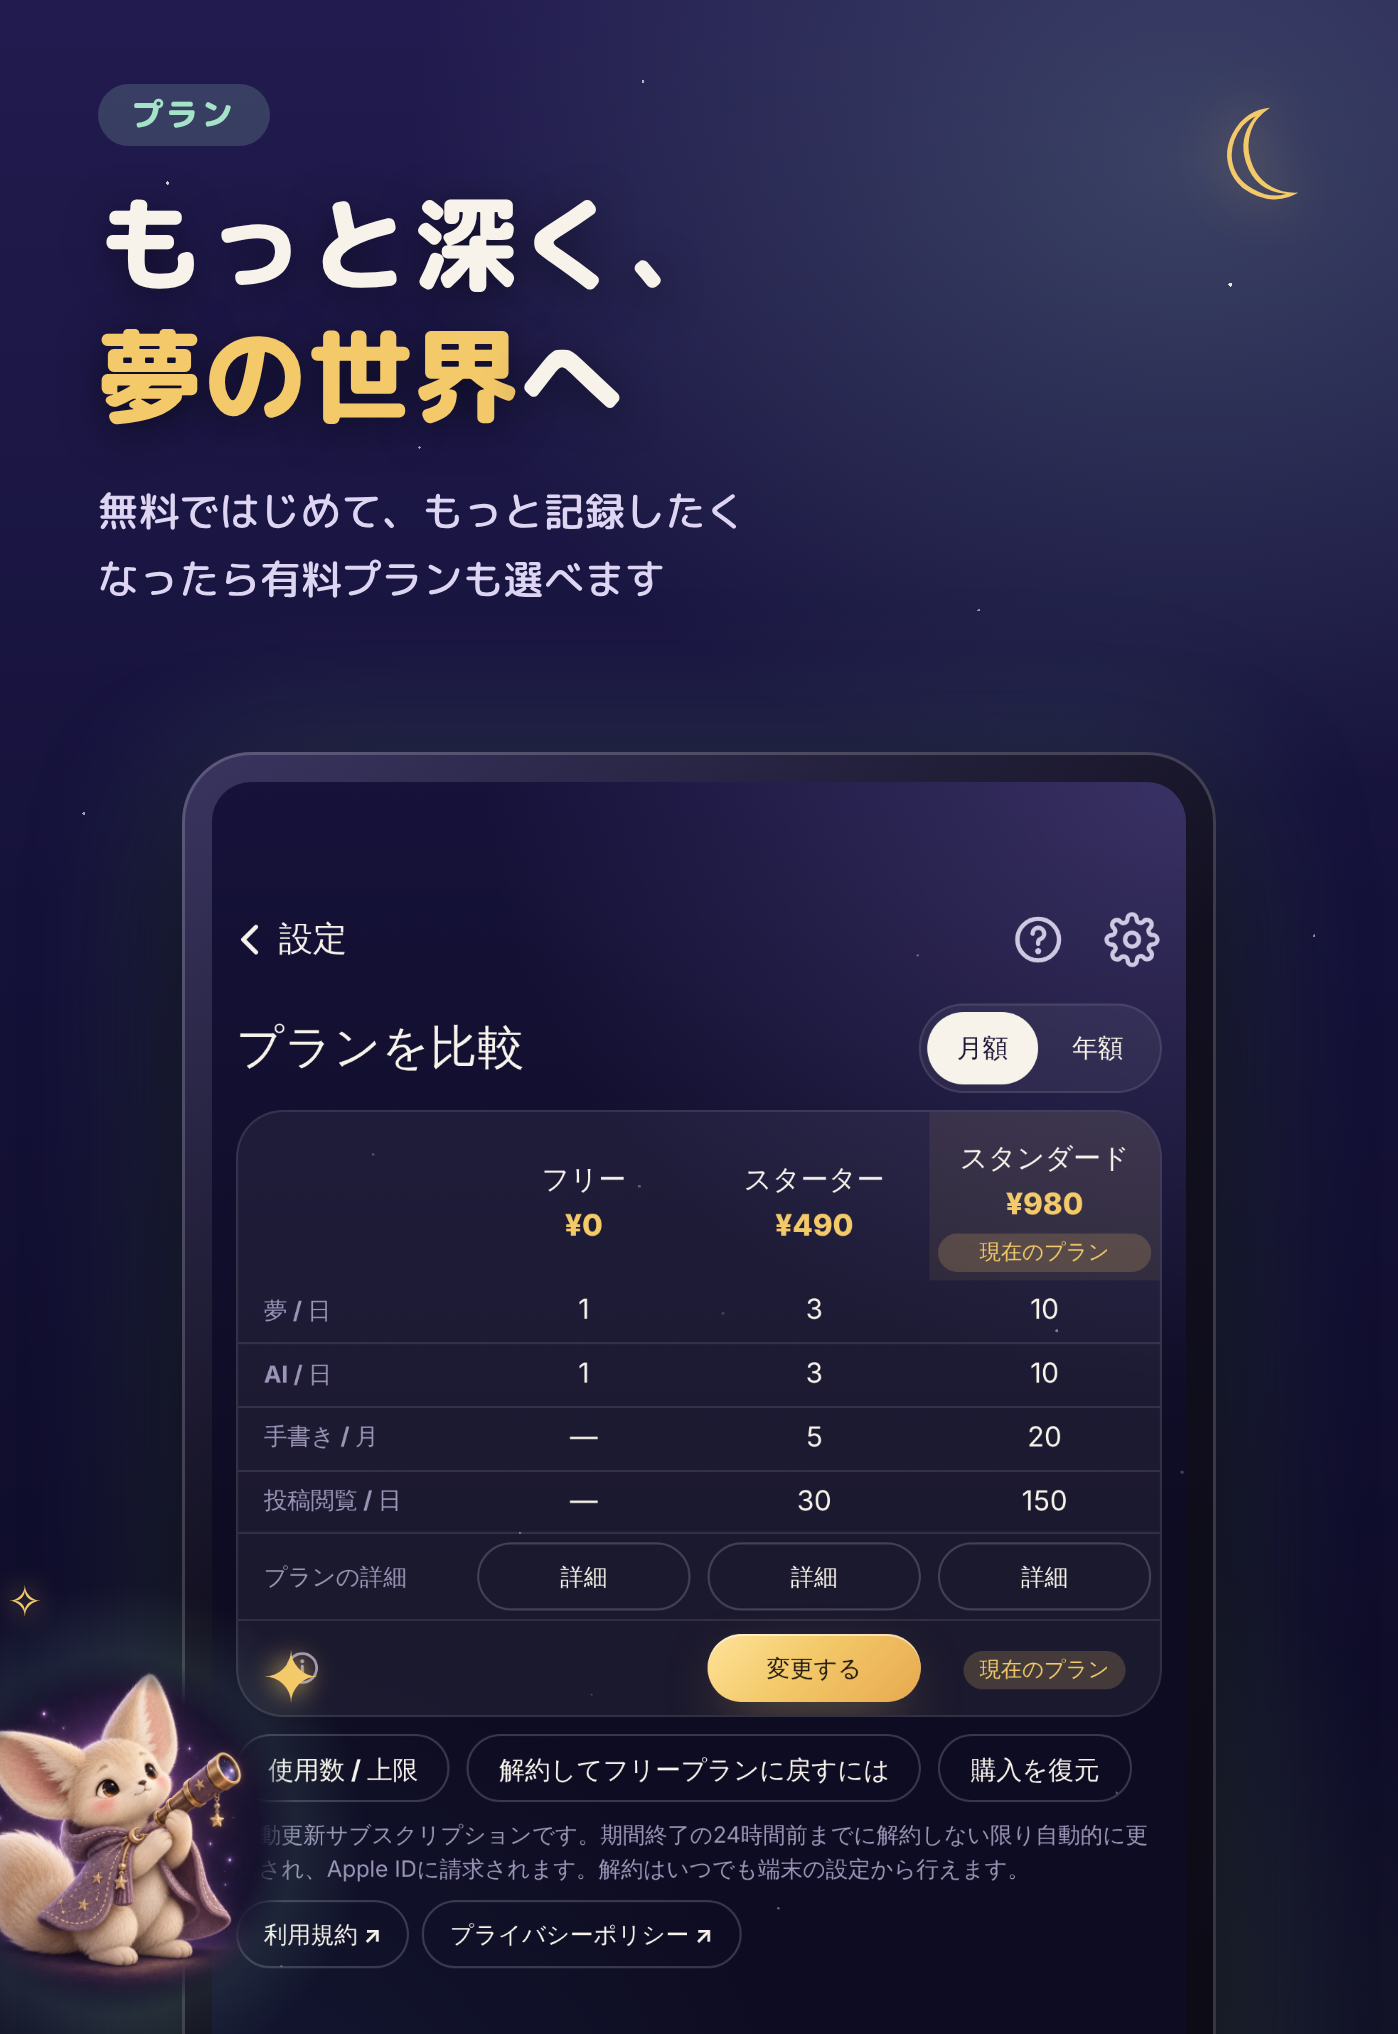 プラン
もっと深く、
夢の世界へ
無料ではじめて、もっと記録したく
なったら有料プランも選べます
設定
プランを比較
月額 年額
フリー スターター スタンダード
¥0 ¥490 ¥980
現在のプラン
夢 / 日 1 3 10
AI / 日 1 3 10
手書き / 月 — 5 20
投稿閲覧 / 日 — 30 150
プランの詳細 詳細 詳細 詳細
変更する 現在のプラン
使用数 / 上限 解約してフリープランに戻すには 購入を復元
動更新サブスクリプションです。期間終了の24時間前までに解約しない限り自動的に更
され、Apple IDに請求されます。解約はいつでも端末の設定から行えます。
利用規約 プライバシーポリシー